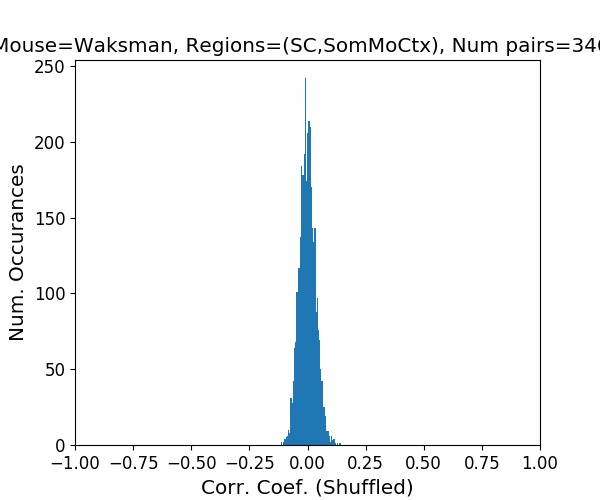 Mouse=Waksman, Regions=(SC,SomMoCtx), Num pairs=346
250
200
150
100
50
0
Num. Occurances
−1.00 −0.75 −0.50 −0.25 0.00 0.25 0.50 0.75 1.00
Corr. Coef. (Shuffled)